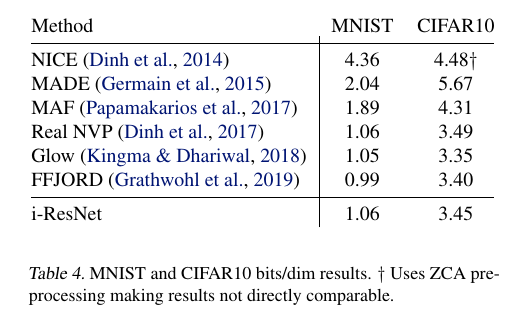 Method MNIST CIFAR10
NICE (Dinh et al., 2014) 4.36 4.48†
MADE (Germain et al., 2015) 2.04 5.67
MAF (Papamakarios et al., 2017) 1.89 4.31
Real NVP (Dinh et al., 2017) 1.06 3.49
Glow (Kingma & Dhariwal, 2018) 1.05 3.35
FFJORD (Grathwohl et al., 2019) 0.99 3.40
i-ResNet 1.06 3.45
Table 4. MNIST and CIFAR10 bits/dim results. † Uses ZCA pre-
processing making results not directly comparable.